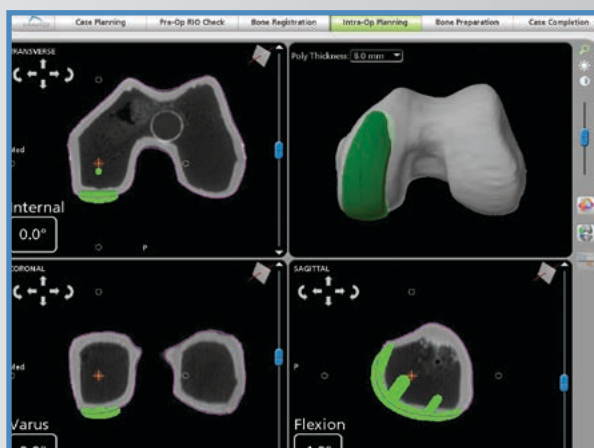 Case Planning
Pre-Op RIO Check
Bone Registration
Intra-Op Planning
Bone Preparation
Case Completion
TRANSVERSE
Poly Thickness: 8.0 mm
Med
Internal
0.0°
P
CORONAL
SAGITTAL
Med
P
Varus
Flexion